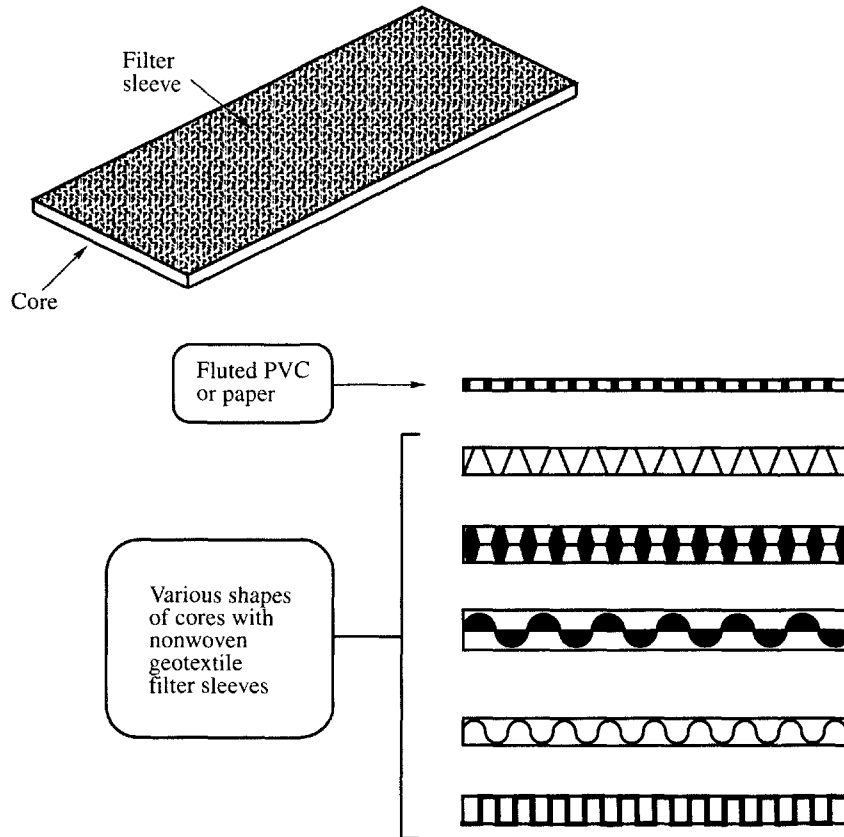 Filter
sleeve
Core
Fluted PVC
or paper
Various shapes
of cores with
nonwoven
geotextile
filter sleeves